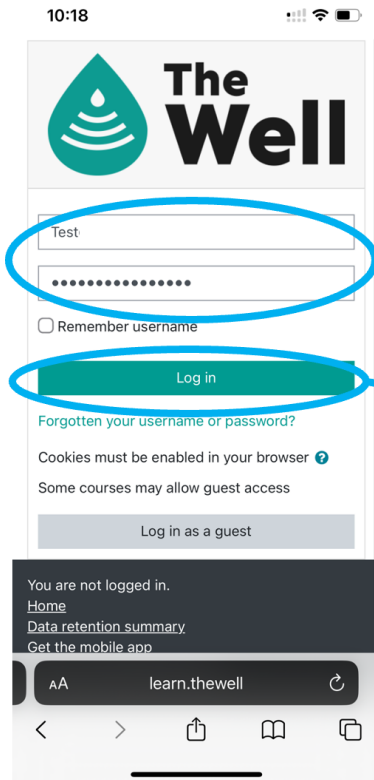 10:18
The
Well
Test
Remember username
Log in
Forgotten your username or password?
Cookies must be enabled in your browser ?
Some courses may allow guest access
Log in as a guest
You are not logged in.
Home
Data retention summary
Get the mobile app
AA learn.thewell